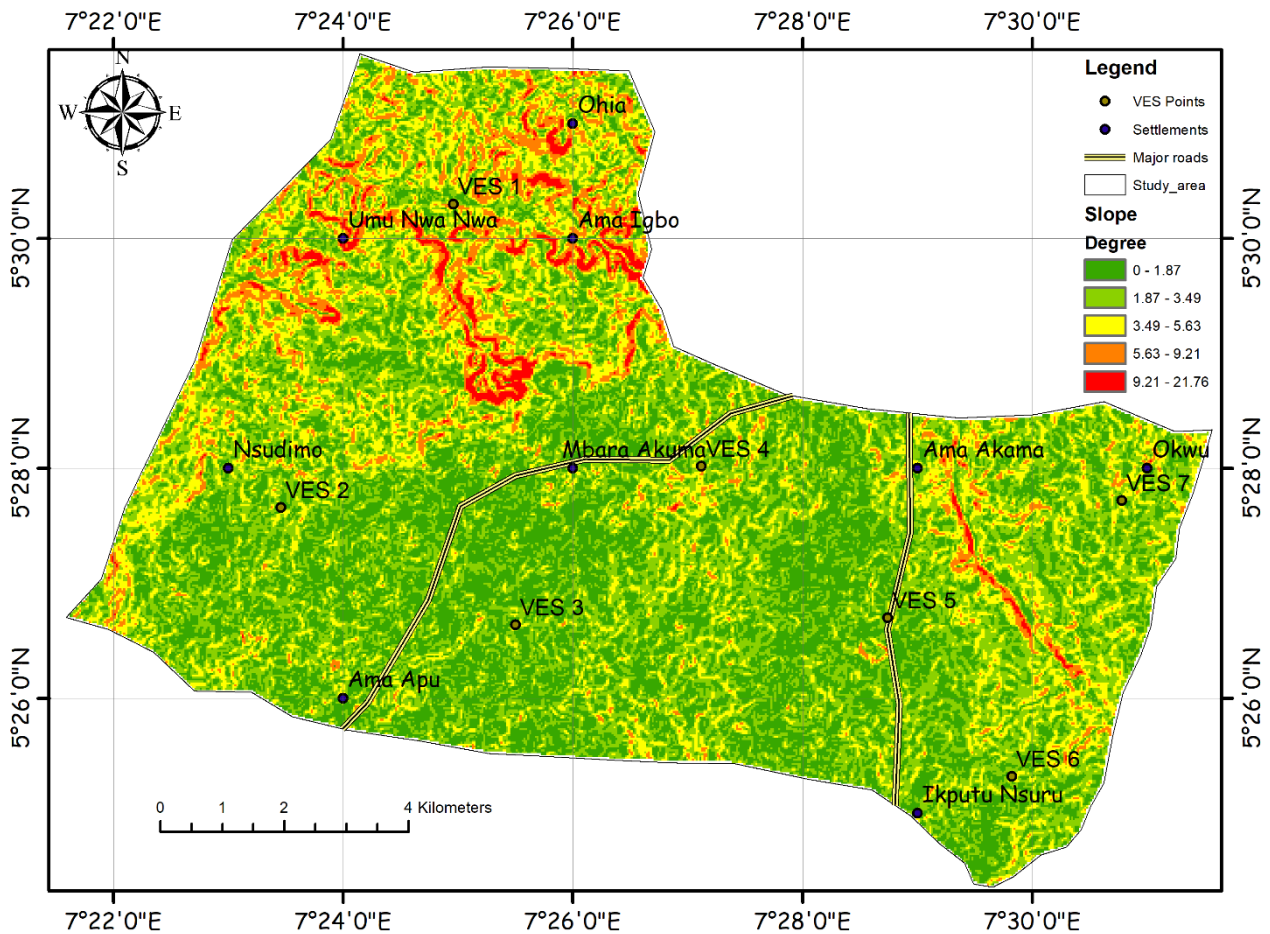 7°22'0"E 7°24'0"E 7°26'0"E 7°28'0"E 7°30'0"E
N
W E
S
Legend
VES Points
Settlements
Major roads
Study_area
Slope
Degree
0 - 1.87
1.87 - 3.49
3.49 - 5.63
5.63 - 9.21
9.21 - 21.76
Ohia
VES 1
Umu Nwa Nwa
Ama Igbo
5°30'0"N 5°30'0"N
Nsudimo
Mbara Akuma
VES 4
Ama Akama
Okwu
5°28'0"N 5°28'0"N
VES 2
VES 7
VES 3
VES 5
Ama Apu
5°26'0"N 5°26'0"N
VES 6
Ikputu Nsuru
0 1 2 4 Kilometers
7°22'0"E 7°24'0"E 7°26'0"E 7°28'0"E 7°30'0"E